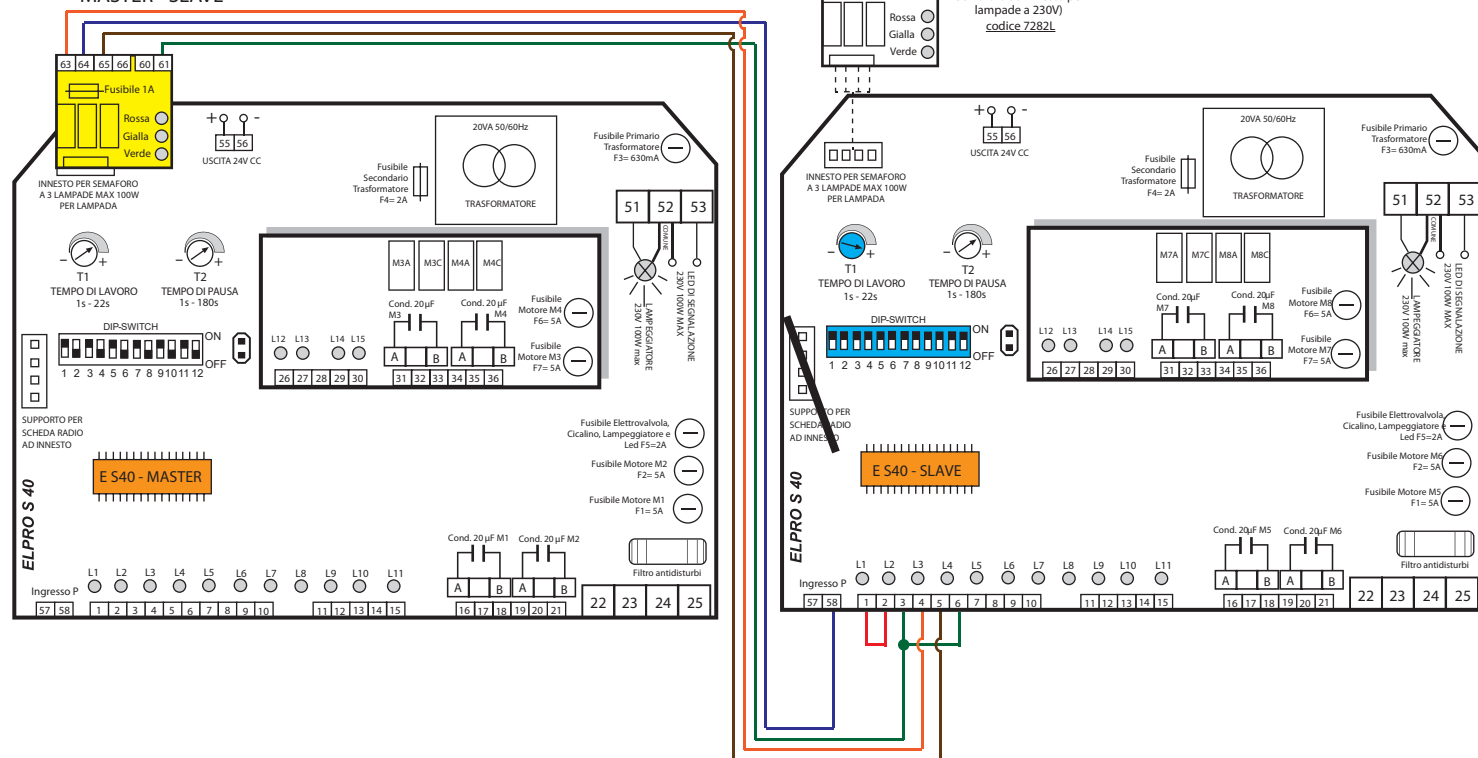 MASTER - SLAVE
63 64 65 66 60 61
Fusibile 1A
Rossa
Gialla
Verde
INNESTO PER SEMAFORO
A 3 LAMPADE MAX 100W
PER LAMPADA
+ -
55 56
USCITA 24V CC
20VA 50/60Hz
TRASFORMATORE
Fusibile
Secondario
Trasformatore
F4= 2A
Fusibile Primario
Trasformatore
F3= 630mA
51 52 53
COMUNE
LAMPEGGIATORE
230V 100W max
LED DI SEGNALAZIONE
230V 100W MAX
- +
T1
TEMPO DI LAVORO
1s - 22s
- +
T2
TEMPO DI PAUSA
1s - 180s
DIP-SWITCH
ON
OFF
1 2 3 4 5 6 7 8 9 10 11 12
M3A M3C M4A M4C
Cond. 20 µF
M3
Cond. 20 µF
M4
A B A B
L12 L13 L14 L15
26 27 28 29 30
31 32 33 34 35 36
Fusibile
Motore M4
F6= 5A
Fusibile
Motore M3
F7= 5A
SUPPORTO PER
SCHEDA RADIO
AD INNESTO
E S40 - MASTER
ELPRO S 40
Fusibile Elettrovalvola,
Cicalino, Lampeggiatore e
Led F5=2A
Fusibile Motore M2
F2= 5A
Fusibile Motore M1
F1= 5A
Cond. 20 µF M1
Cond. 20 µF M2
A B A B
Filtro antidisturbi
Ingresso P
L1 L2 L3 L4 L5 L6 L7 L8 L9 L10 L11
57 58
1 2 3 4 5 6 7 8 9 10
11 12 13 14 15
16 17 18 19 20 21
22 23 24 25
lampade a 230V)
codice 7282L
Rossa
Gialla
Verde
INNESTO PER SEMAFORO
A 3 LAMPADE MAX 100W
PER LAMPADA
+ -
55 56
USCITA 24V CC
20VA 50/60Hz
TRASFORMATORE
Fusibile
Secondario
Trasformatore
F4= 2A
Fusibile Primario
Trasformatore
F3= 630mA
51 52 53
COMUNE
LAMPEGGIATORE
230V 100W max
LED DI SEGNALAZIONE
230V 100W MAX
- +
T1
TEMPO DI LAVORO
1s - 22s
- +
T2
TEMPO DI PAUSA
1s - 180s
DIP-SWITCH
ON
OFF
1 2 3 4 5 6 7 8 9 10 11 12
M7A M7C M8A M8C
Cond. 20µF
M7
Cond. 20µF
M8
A B A B
L12 L13 L14 L15
26 27 28 29 30
31 32 33 34 35 36
Fusibile
Motore M8
F6= 5A
Fusibile
Motore M7
F7= 5A
SUPPORTO PER
SCHEDA RADIO
AD INNESTO
E S40 - SLAVE
ELPRO S 40
Fusibile Elettrovalvola,
Cicalino, Lampeggiatore e
Led F5=2A
Fusibile Motore M6
F2= 5A
Fusibile Motore M5
F1= 5A
Cond. 20µF M5
Cond. 20µF M6
A B A B
Filtro antidisturbi
Ingresso P
L1 L2 L3 L4 L5 L6 L7 L8 L9 L10 L11
57 58
1 2 3 4 5 6 7 8 9 10
11 12 13 14 15
16 17 18 19 20 21
22 23 24 25